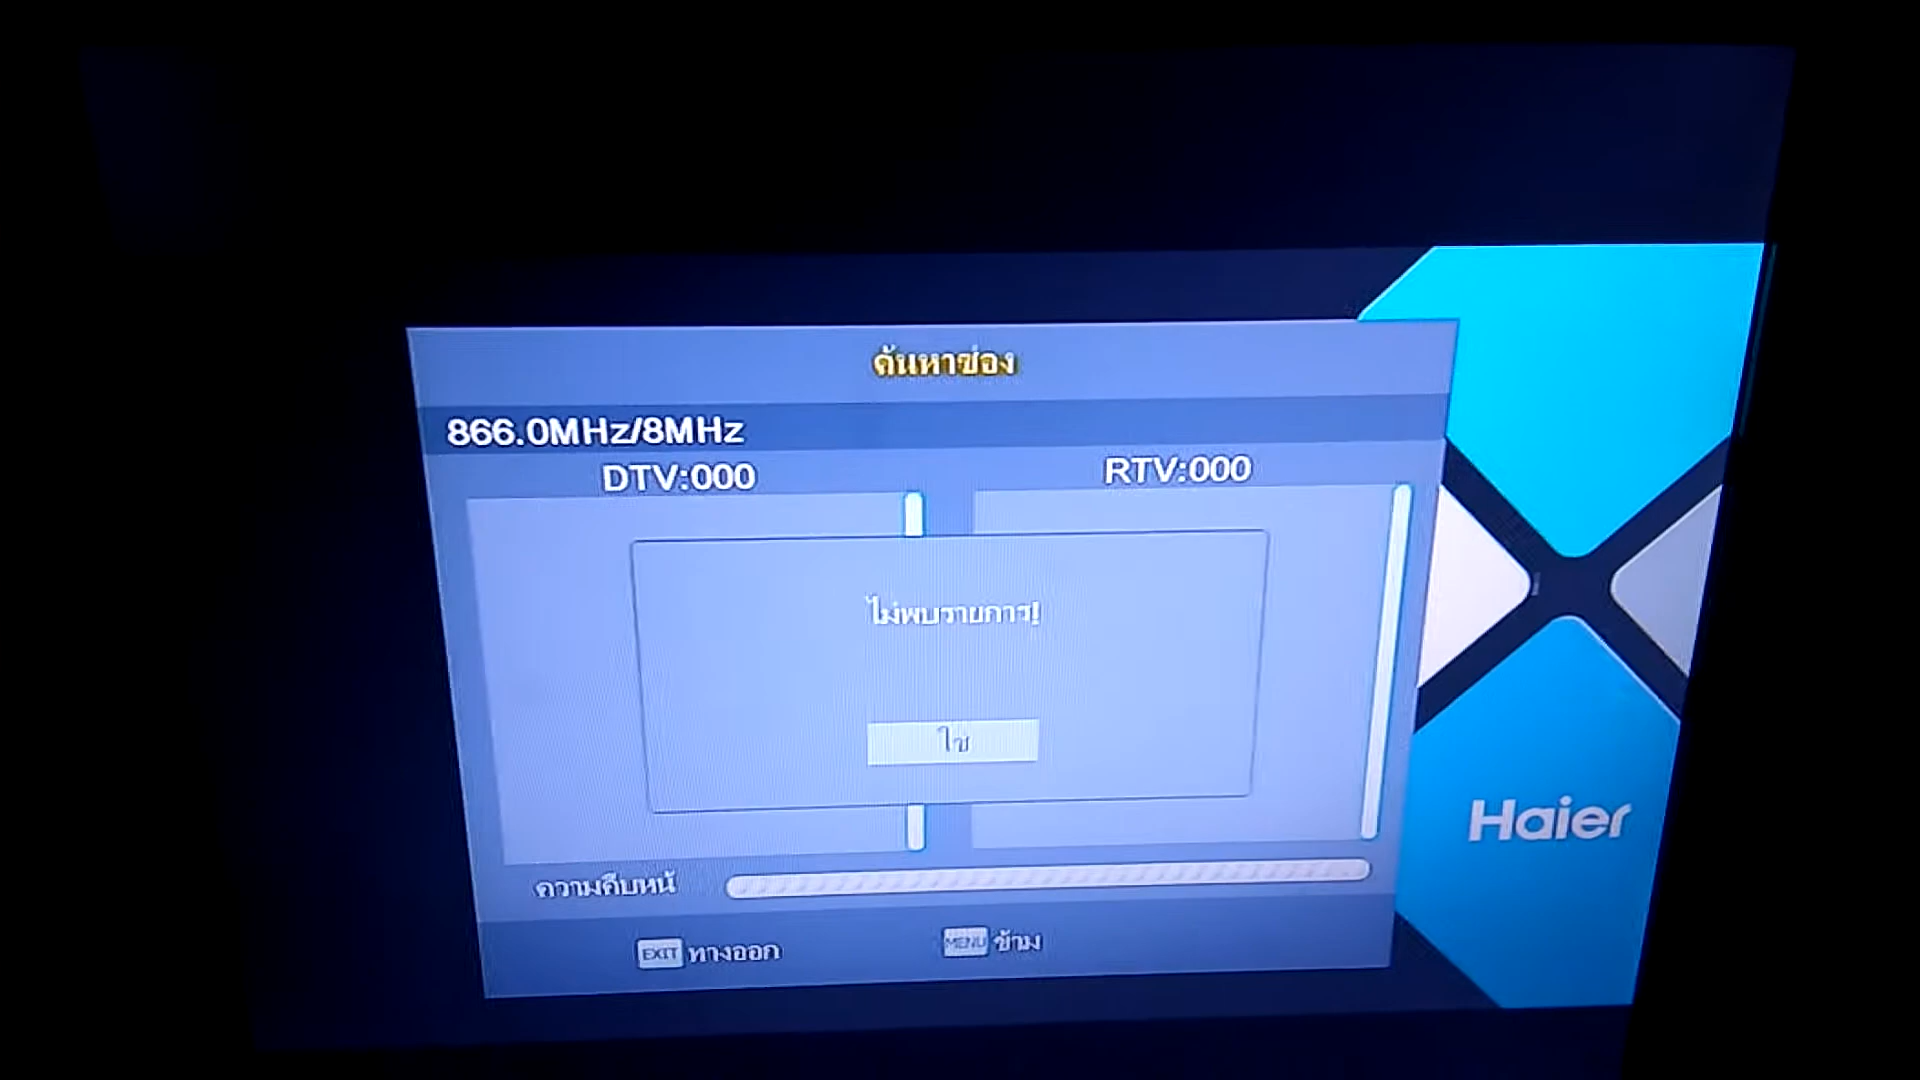 ค้นหาช่อง
866.0MHz/8MHz
DTV:000
RTV:000
ไม่พบรายการ!
ใช่
ความคืบหน้
EXIT ทางออก
MENU ข้าม
Haier